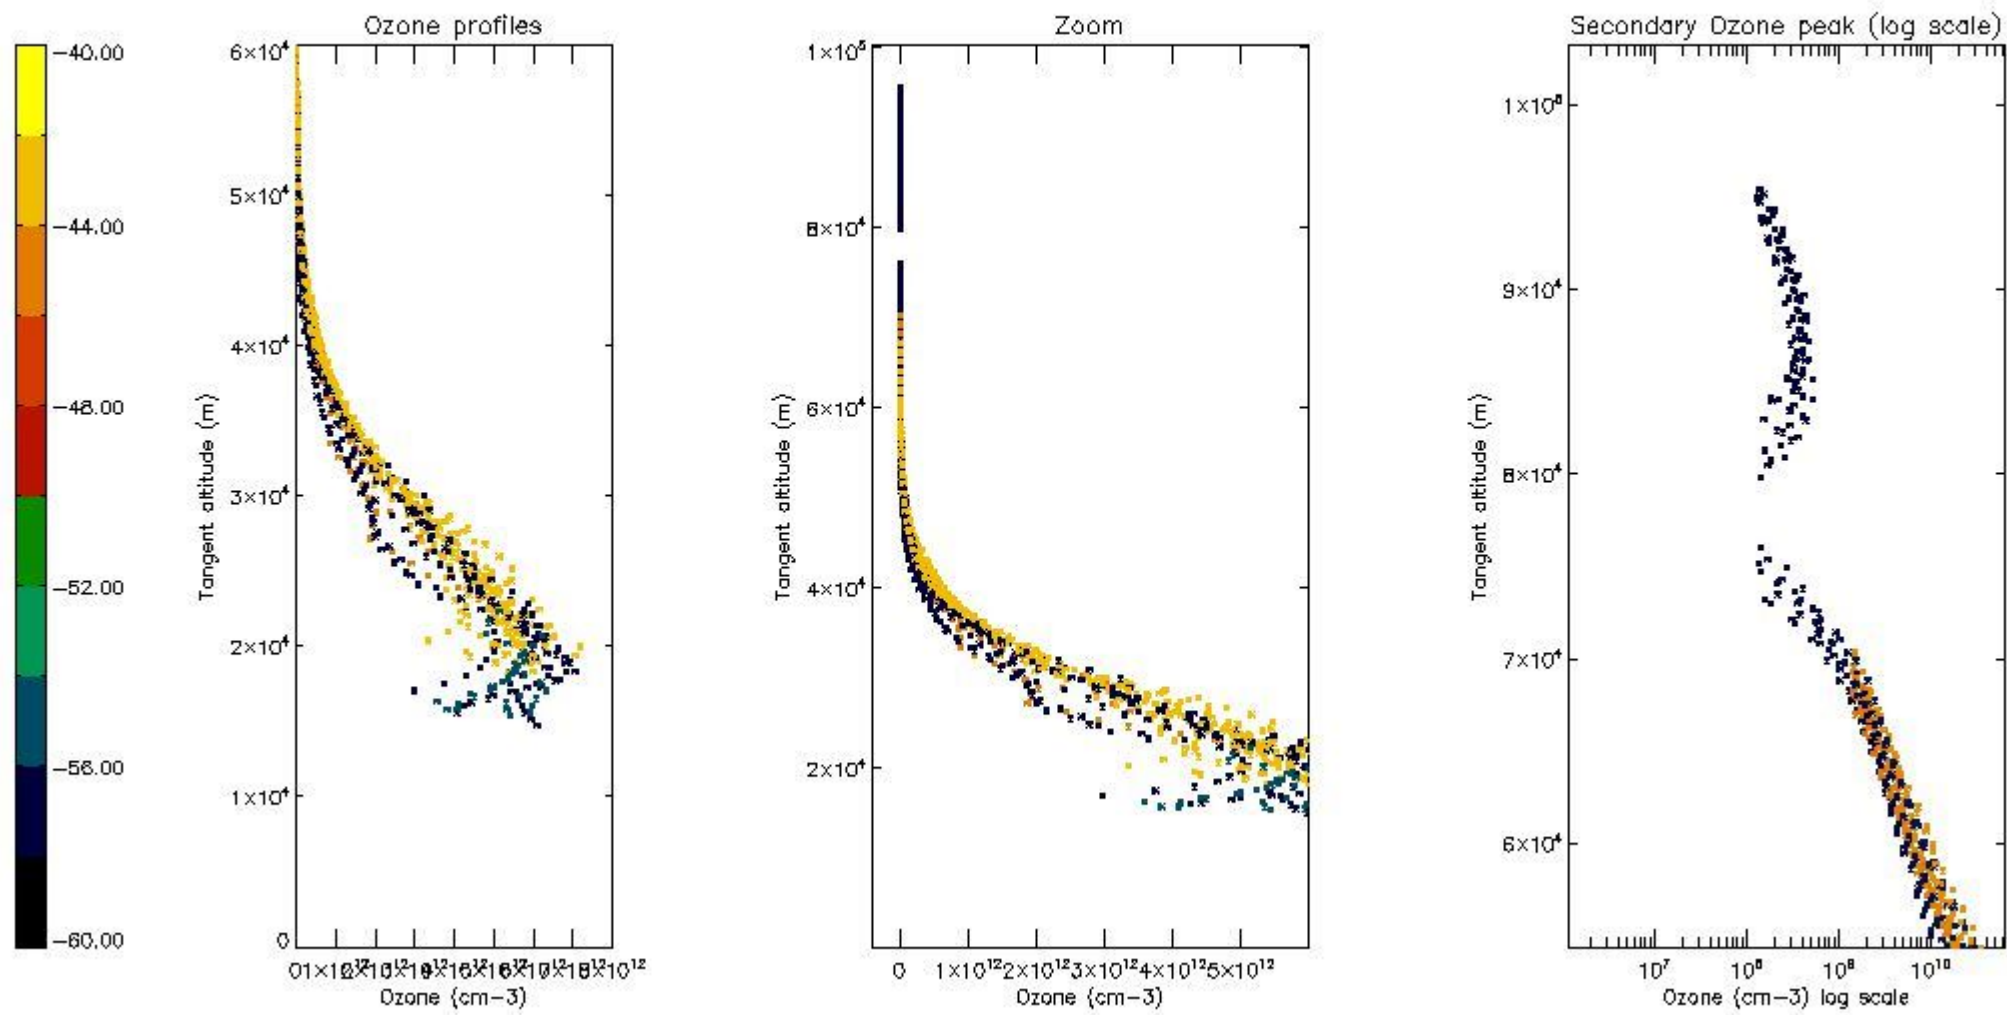 Ozone profiles
Zoom
Secondary Ozone peak (log scale)
−40.00
−44.00
−48.00
−52.00
−56.00
−60.00
6×10⁴
5×10⁴
4×10⁴
3×10⁴
2×10⁴
1×10⁴
0
Tangent altitude (m)
Ozone (cm−3)
1×10⁵
8×10⁴
6×10⁴
4×10⁴
2×10⁴
Tangent altitude (m)
0 1×10¹² 2×10¹² 3×10¹² 4×10¹² 5×10¹²
Ozone (cm−3)
9×10⁴
8×10⁴
7×10⁴
6×10⁴
Tangent altitude (m)
10⁷ 10⁸ 10⁹ 10¹⁰
Ozone (cm−3) log scale